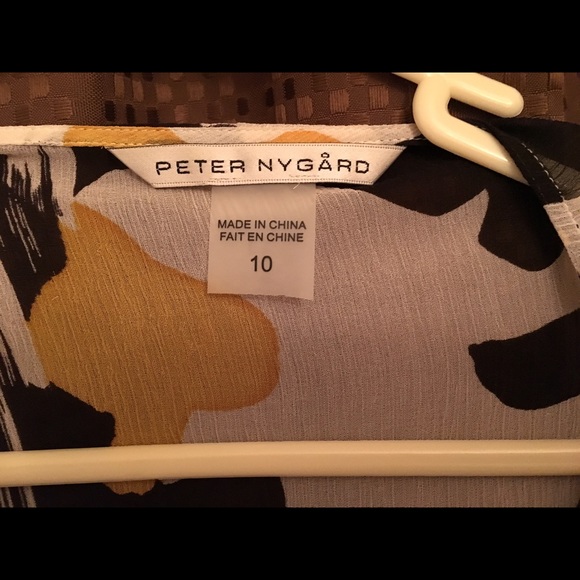 PETER NYGÅRD
MADE IN CHINA
FAIT EN CHINE
10